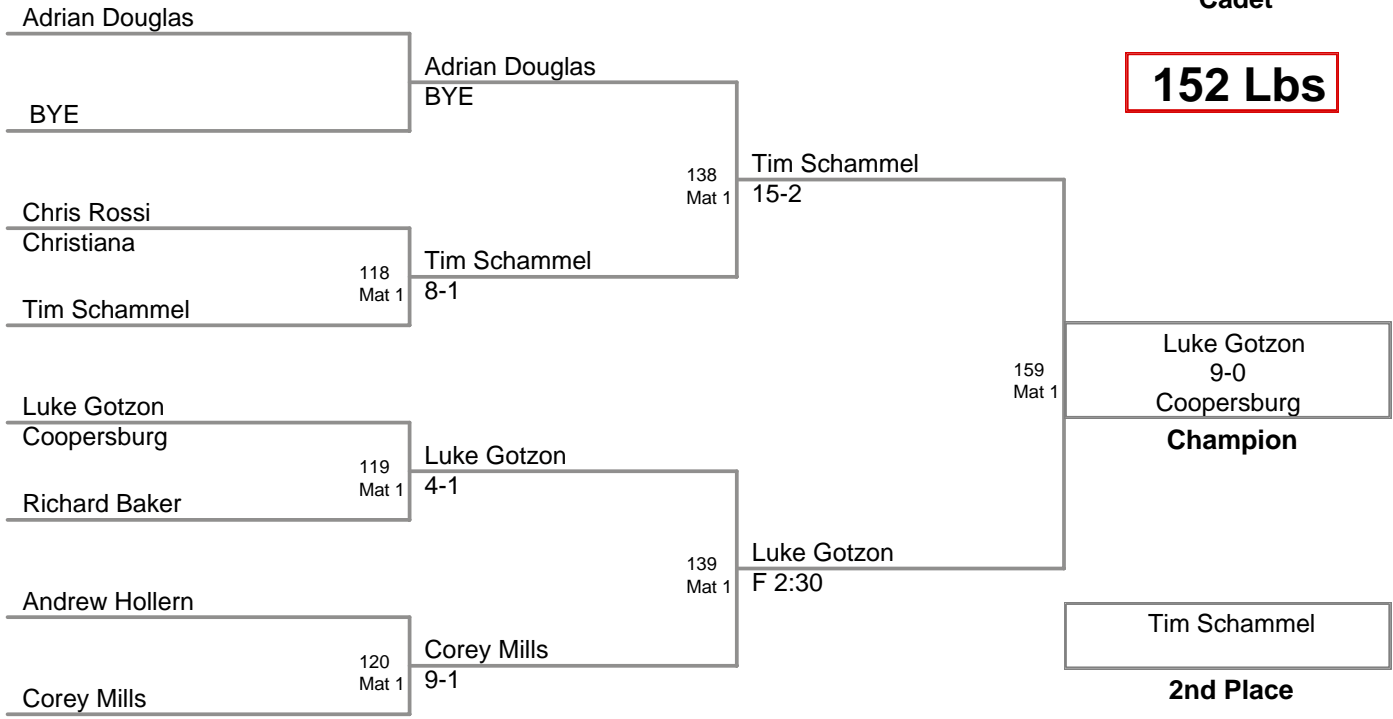 Cadet
152 Lbs
Adrian Douglas
BYE
Chris Rossi
Christiana
Tim Schammel
Luke Gotzon
Coopersburg
Richard Baker
Andrew Hollern
Corey Mills
118
Mat 1
119
Mat 1
120
Mat 1
Adrian Douglas
BYE
Tim Schammel
8-1
Luke Gotzon
4-1
Corey Mills
9-1
138
Mat 1
139
Mat 1
Tim Schammel
15-2
Luke Gotzon
F 2:30
159
Mat 1
Luke Gotzon
9-0
Coopersburg
Champion
Tim Schammel
2nd Place